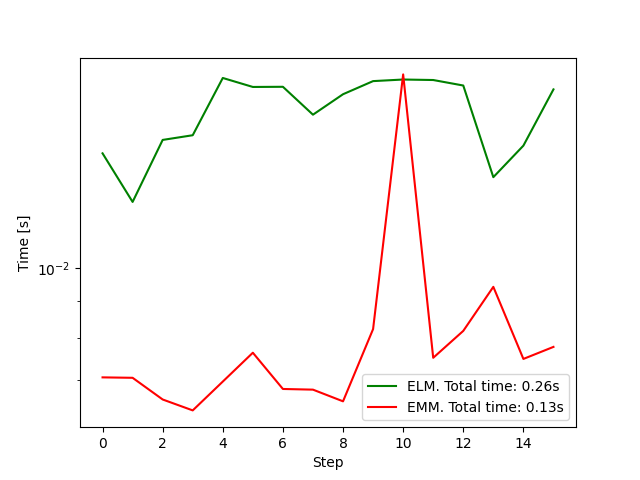 Time [s]
10⁻²
0 2 4 6 8 10 12 14
Step
ELM. Total time: 0.26s
EMM. Total time: 0.13s